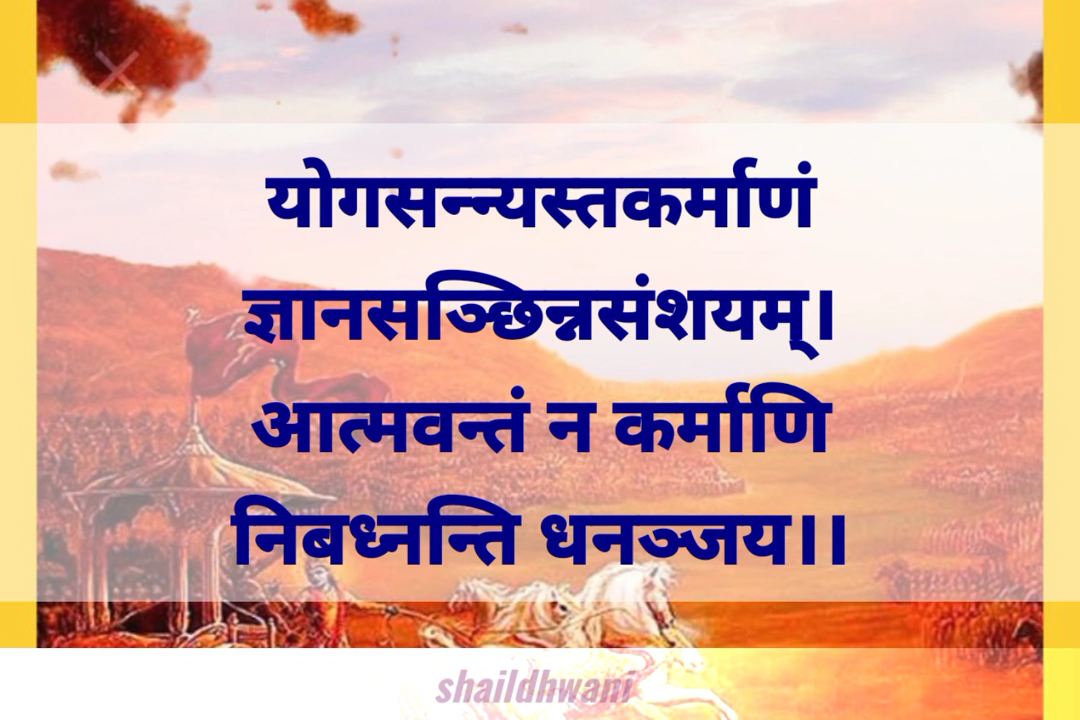 योगसन्न्यस्तकर्माणं
ज्ञानसञ्छिन्नसंशयम्।
आत्मवन्तं न कर्माणि
निबध्नन्ति धनञ्जय।।
shaildhwani